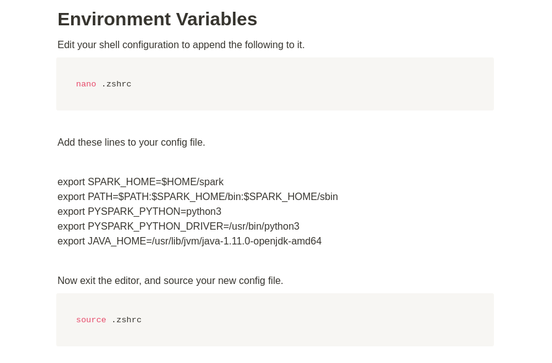 Environment Variables
Edit your shell configuration to append the following to it.
nano .zshrc
Add these lines to your config file.
export SPARK_HOME=$HOME/spark
export PATH=$PATH:$SPARK_HOME/bin:$SPARK_HOME/sbin
export PYSPARK_PYTHON=python3
export PYSPARK_PYTHON_DRIVER=/usr/bin/python3
export JAVA_HOME=/usr/lib/jvm/java-1.11.0-openjdk-amd64
Now exit the editor, and source your new config file.
source .zshrc